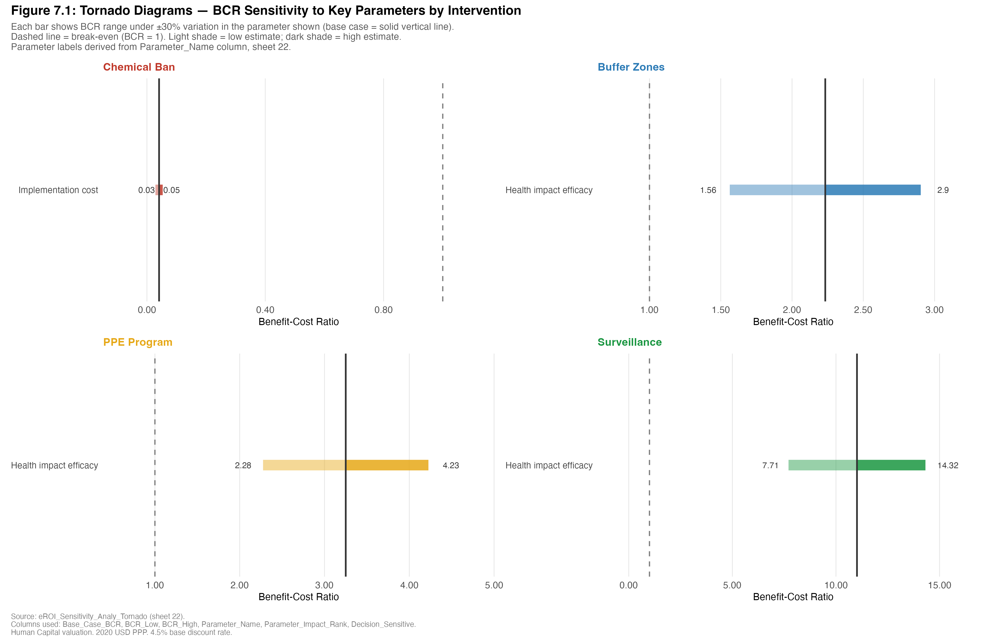 Figure 7.1: Tornado Diagrams — BCR Sensitivity to Key Parameters by Intervention
Each bar shows BCR range under ±30% variation in the parameter shown (base case = solid vertical line).
Dashed line = break-even (BCR = 1). Light shade = low estimate; dark shade = high estimate.
Parameter labels derived from Parameter_Name column, sheet 22.
Chemical Ban
Implementation cost
0.03
0.05
0.00 0.40 0.80
Benefit-Cost Ratio
Buffer Zones
Health impact efficacy
1.56
2.9
1.00 1.50 2.00 2.50 3.00
Benefit-Cost Ratio
PPE Program
Health impact efficacy
2.28
4.23
1.00 2.00 3.00 4.00 5.00
Benefit-Cost Ratio
Surveillance
Health impact efficacy
7.71
14.32
0.00 5.00 10.00 15.00
Benefit-Cost Ratio
Source: eROI_Sensitivity_Analy_Tornado (sheet 22).
Columns used: Base_Case_BCR, BCR_Low, BCR_High, Parameter_Name, Parameter_Impact_Rank, Decision_Sensitive.
Human Capital valuation. 2020 USD PPP. 4.5% base discount rate.